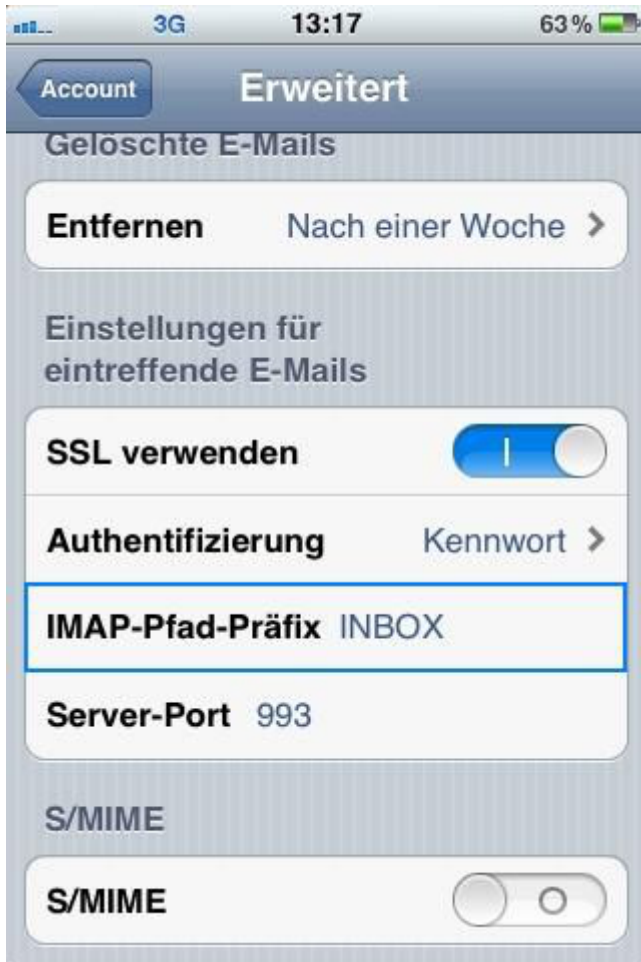 3G 13:17 63 %
Account Erweitert
Gelöschte E-Mails
Entfernen Nach einer Woche
Einstellungen für
eintreffende E-Mails
SSL verwenden
Authentifizierung Kennwort
IMAP-Pfad-Präfix INBOX
Server-Port 993
S/MIME
S/MIME